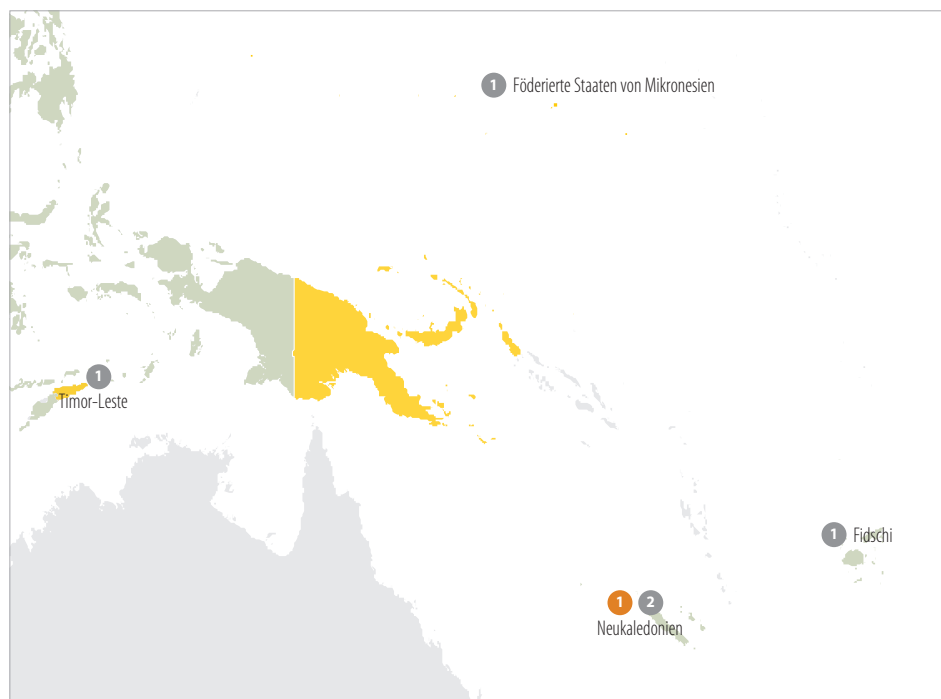 1 Föderierte Staaten von Mikronesien
1
Timor-Leste
1 Fidschi
1 2
Neukaledonien